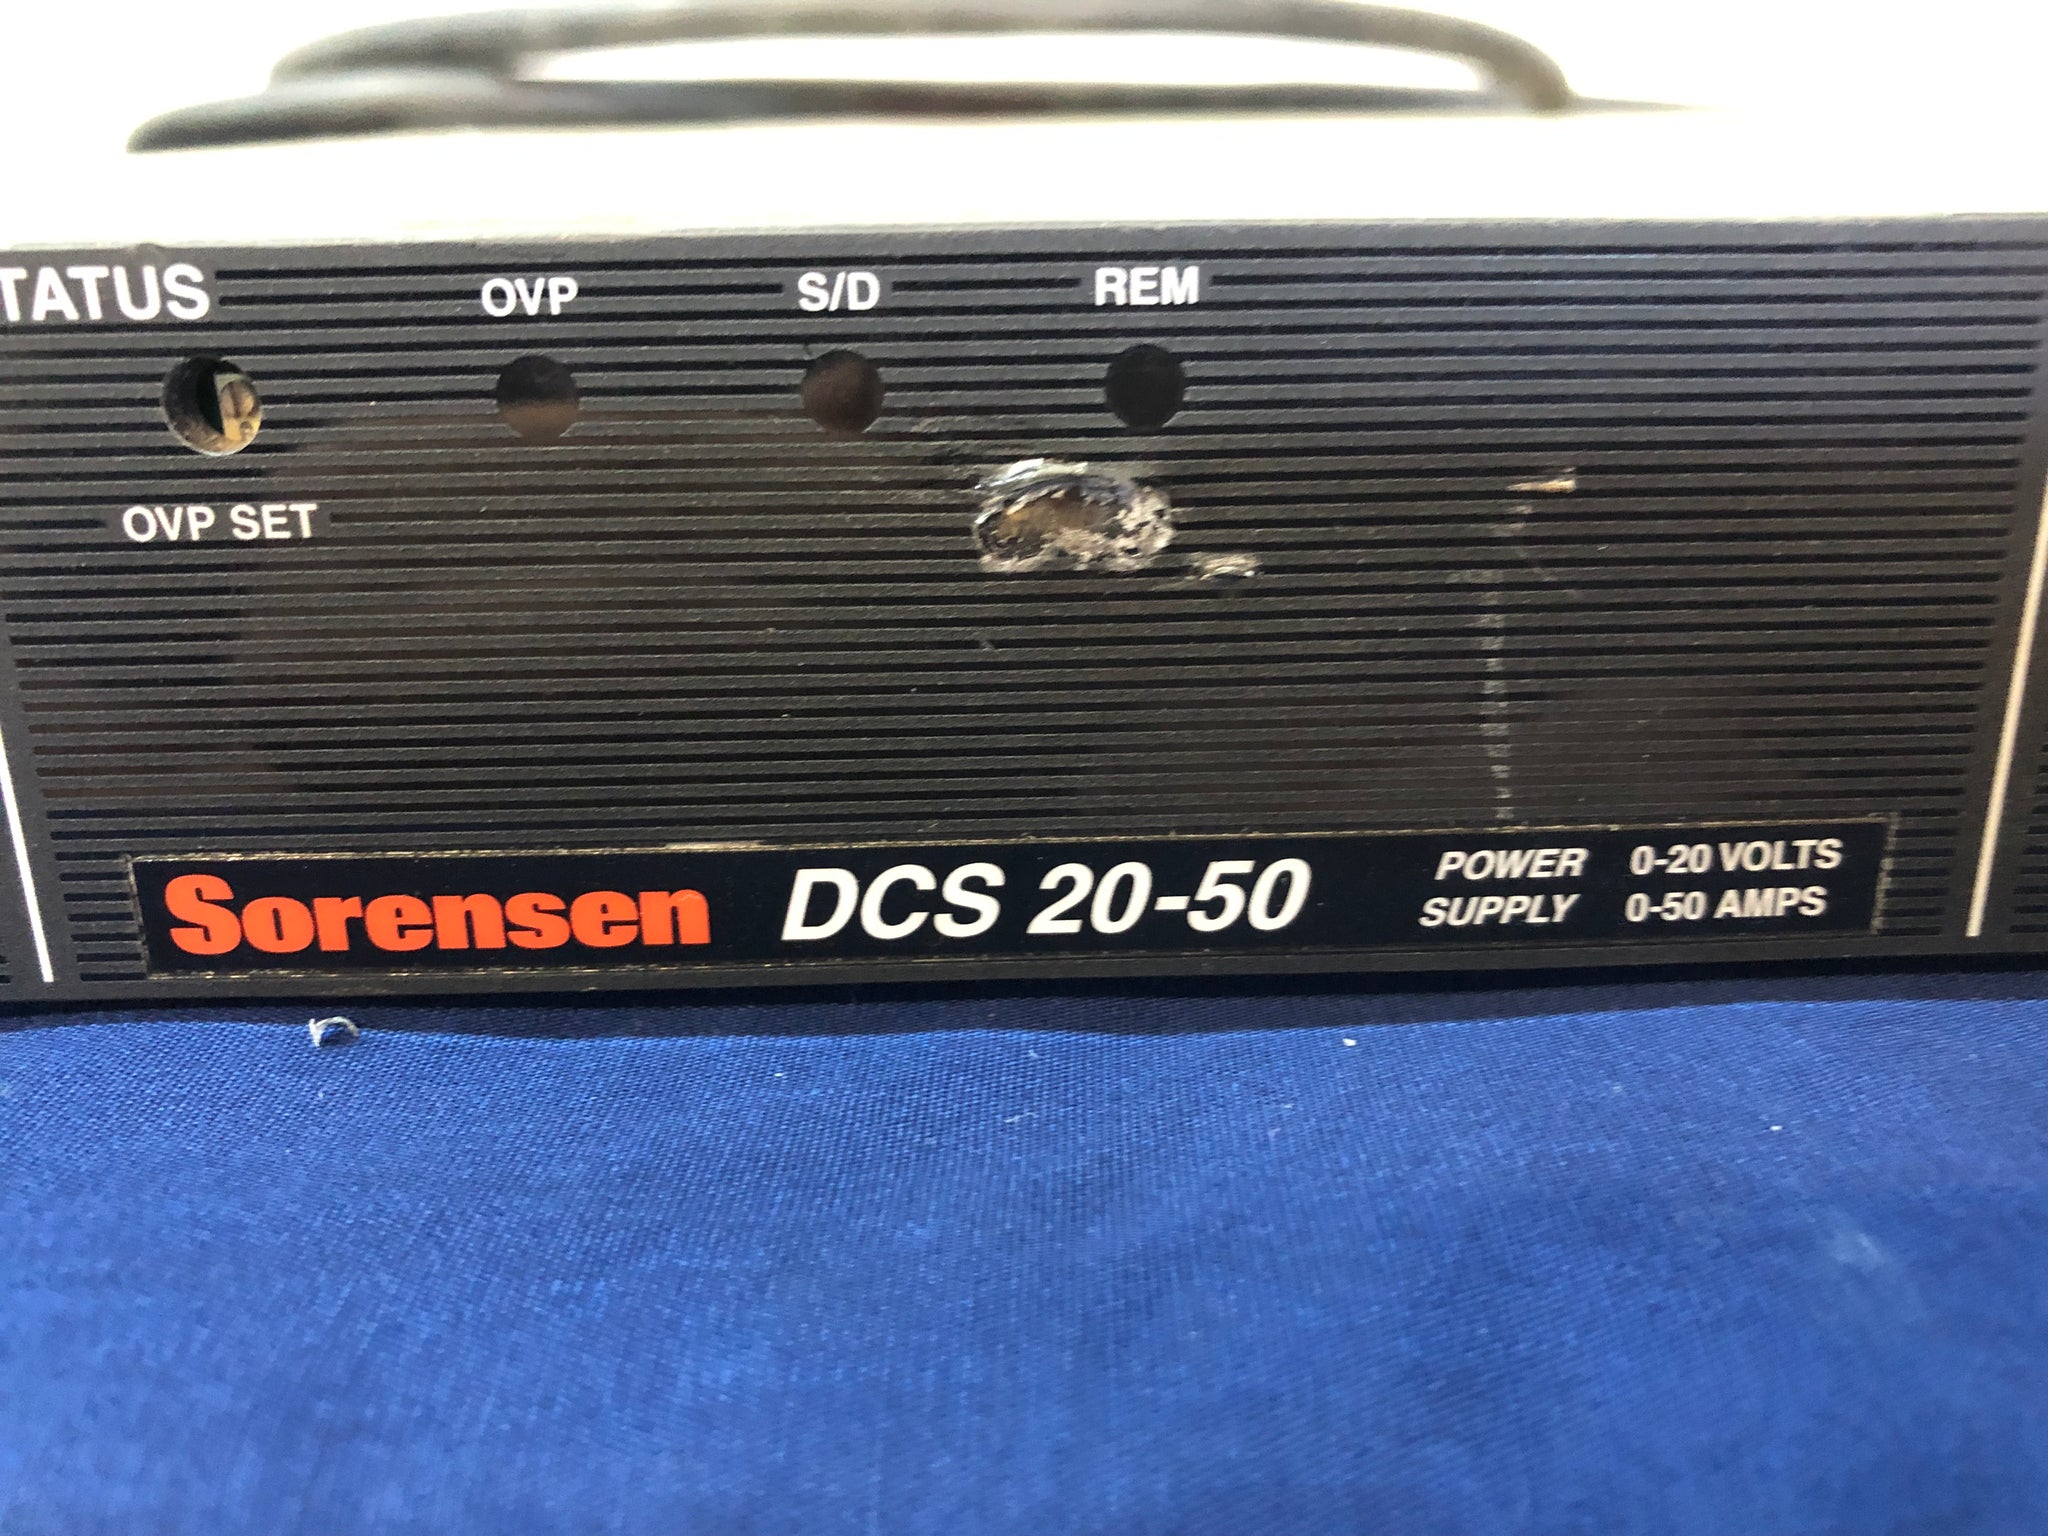 TATUS OVP S/D REM
OVP SET
Sorensen DCS 20-50 POWER SUPPLY 0-20 VOLTS 0-50 AMPS